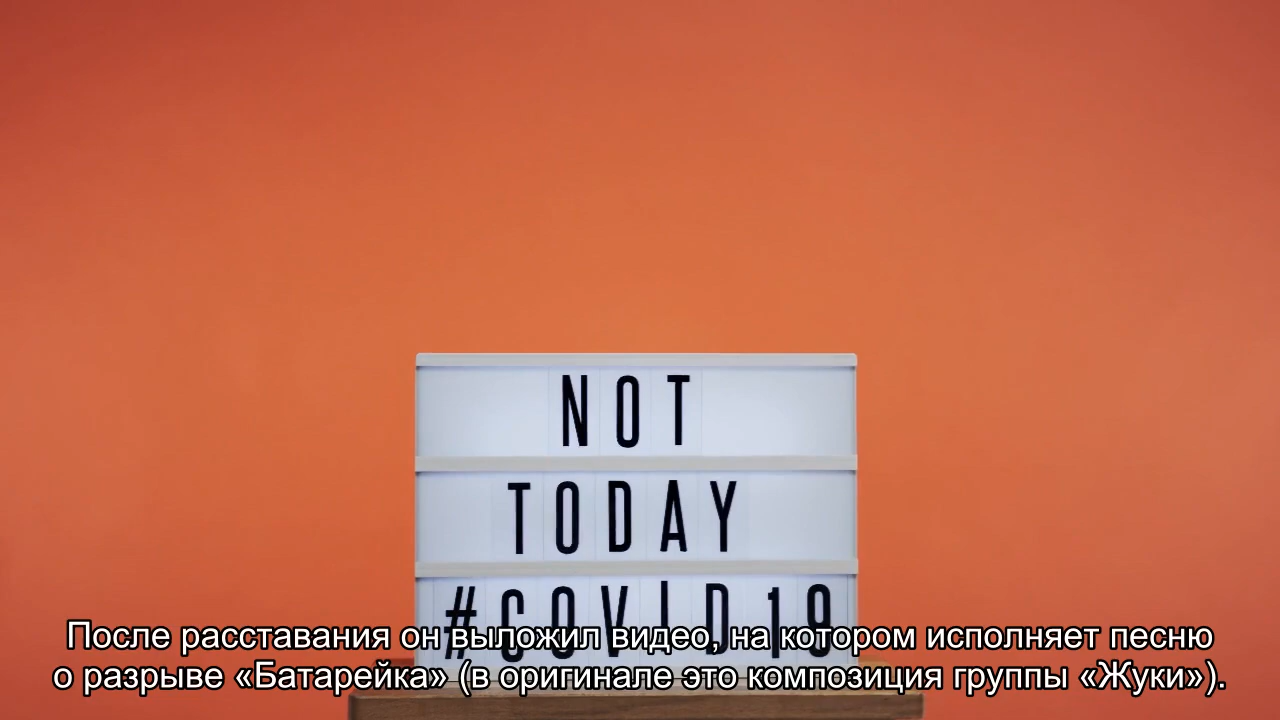 NOT
TODAY
#COVID19
После расставания он выложил видео, на котором исполняет песню
о разрыве «Батарейка» (в оригинале это композиция группы «Жуки»).